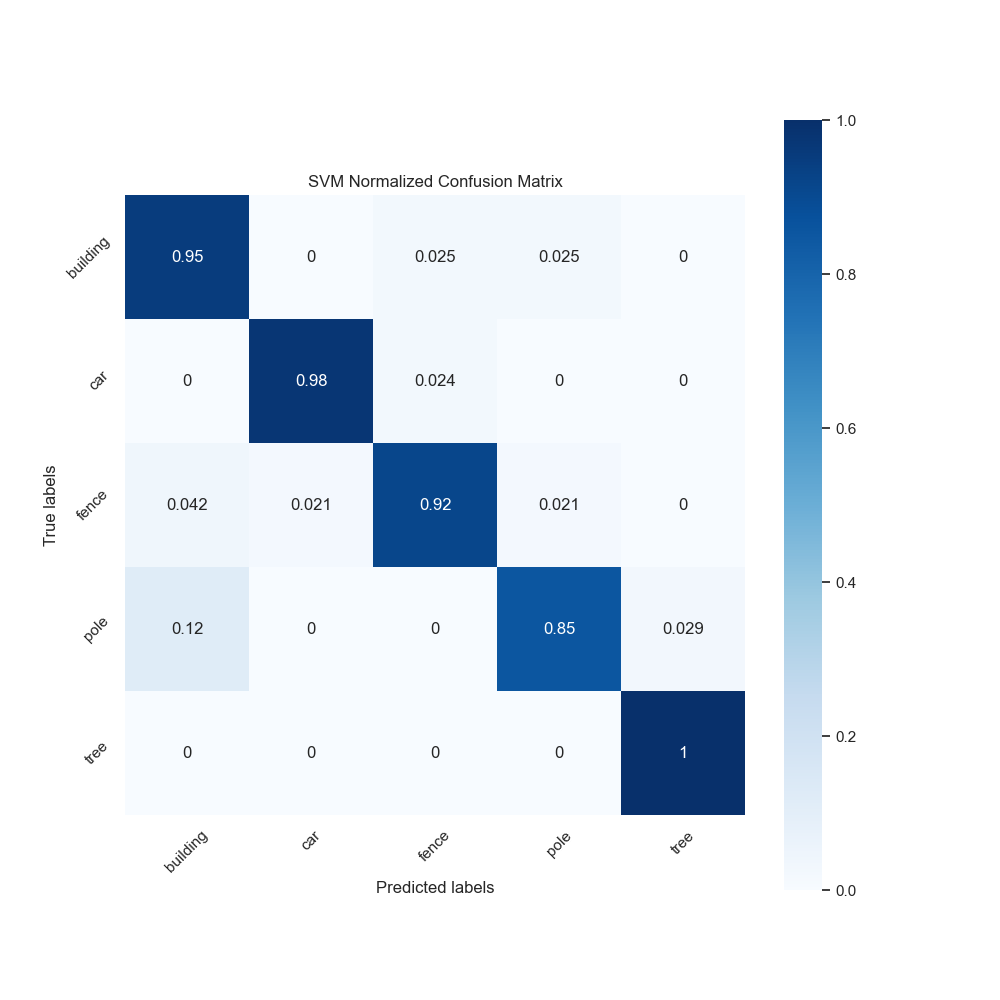 SVM Normalized Confusion Matrix
building 0.95 0 0.025 0.025 0
car 0 0.98 0.024 0 0
fence 0.042 0.021 0.92 0.021 0
pole 0.12 0 0 0.85 0.029
tree 0 0 0 0 1
True labels
building car fence pole tree
Predicted labels
1.0
0.8
0.6
0.4
0.2
0.0